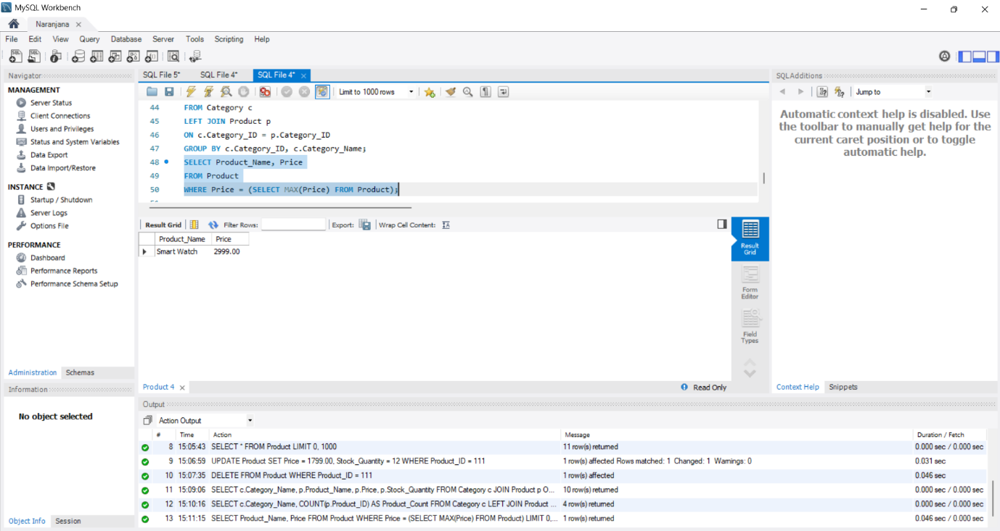 MySQL Workbench
Naranjana
File Edit View Query Database Server Tools Scripting Help
Navigator
MANAGEMENT
Server Status
Client Connections
Users and Privileges
Status and System Variables
Data Export
Data Import/Restore
INSTANCE
Startup / Shutdown
Server Logs
Options File
PERFORMANCE
Dashboard
Performance Reports
Performance Schema Setup
Administration Schemas
Information
No object selected
Object Info Session
SQL File 5* SQL File 4* SQL File 4*
Limit to 1000 rows
44 FROM Category c
45 LEFT JOIN Product p
46 ON c.Category_ID = p.Category_ID
47 GROUP BY c.Category_ID, c.Category_Name;
48 SELECT Product_Name, Price
49 FROM Product
50 WHERE Price = (SELECT MAX(Price) FROM Product);
Result Grid Filter Rows: Export: Wrap Cell Content:
Product_Name Price
Smart Watch 2999.00
Result Grid
Form Editor
Field Types
Product 4 Read Only
SQLAdditions
Jump to
Automatic context help is disabled. Use
the toolbar to manually get help for the
current caret position or to toggle
automatic help.
Context Help Snippets
Output
Action Output
# Time Action Message Duration / Fetch
8 15:05:43 SELECT * FROM Product LIMIT 0, 1000 11 row(s) returned 0.000 sec / 0.000 sec
9 15:06:59 UPDATE Product SET Price = 1799.00, Stock_Quantity = 12 WHERE Product_ID = 111 1 row(s) affected Rows matched: 1 Changed: 1 Warnings: 0 0.031 sec
10 15:07:35 DELETE FROM Product WHERE Product_ID = 111 1 row(s) affected 0.046 sec
11 15:09:06 SELECT c.Category_Name, p.Product_Name, p.Price, p.Stock_Quantity FROM Category c JOIN Product p O... 10 row(s) returned 0.000 sec / 0.000 sec
12 15:10:16 SELECT c.Category_Name, COUNT(p.Product_ID) AS Product_Count FROM Category c LEFT JOIN Product ... 4 row(s) returned 0.000 sec / 0.000 sec
13 15:11:15 SELECT Product_Name, Price FROM Product WHERE Price = (SELECT MAX(Price) FROM Product) LIMIT 0,... 1 row(s) returned 0.046 sec / 0.000 sec